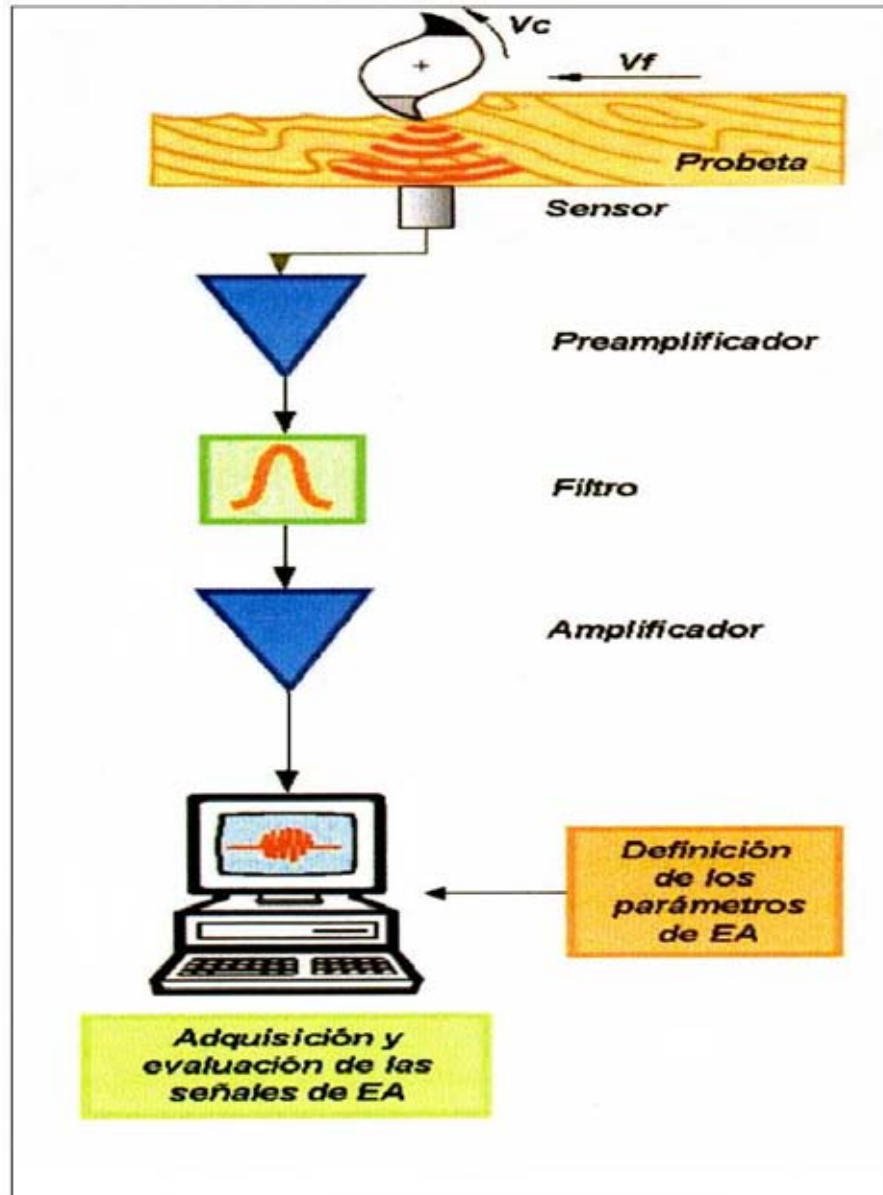 Vc
Vf
Probeta
Sensor
Preamplificador
Filtro
Amplificador
Definición
de los
parámetros
de EA
Adquisición y
evaluación de las
señales de EA